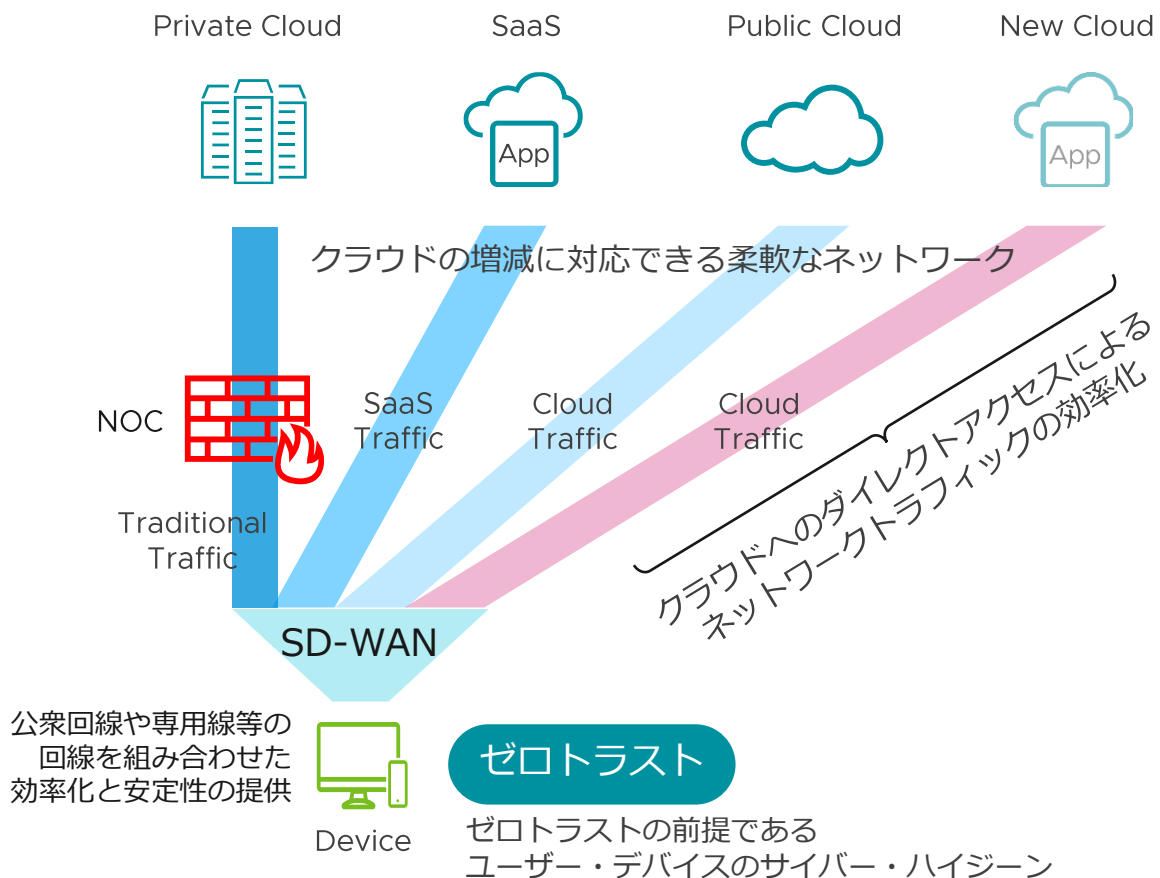 Private Cloud
SaaS
Public Cloud
New Cloud
App
App
クラウドの増減に対応できる柔軟なネットワーク
NOC
SaaS
Traffic
Cloud
Traffic
Cloud
Traffic
クラウドへのダイレクトアクセスによる
ネットワークトラフィックの効率化
Traditional
Traffic
SD-WAN
公衆回線や専用線等の
回線を組み合わせた
効率化と安定性の提供
Device
ゼロトラスト
ゼロトラストの前提である
ユーザー・デバイスのサイバー・ハイジーン